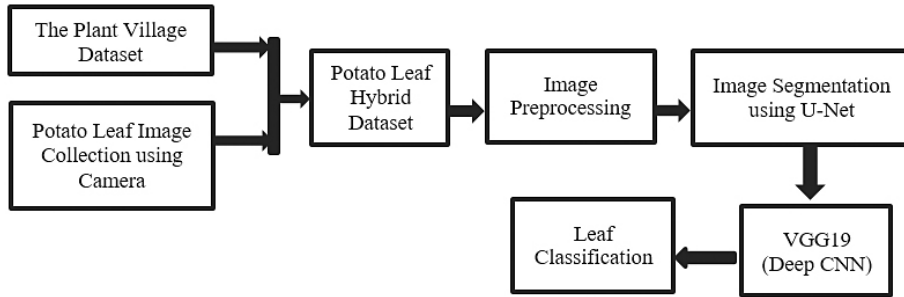 The Plant Village
Dataset
Potato Leaf Image
Collection using
Camera
Potato Leaf
Hybrid
Dataset
Image
Preprocessing
Image Segmentation
using U-Net
VGG19
(Deep CNN)
Leaf
Classification